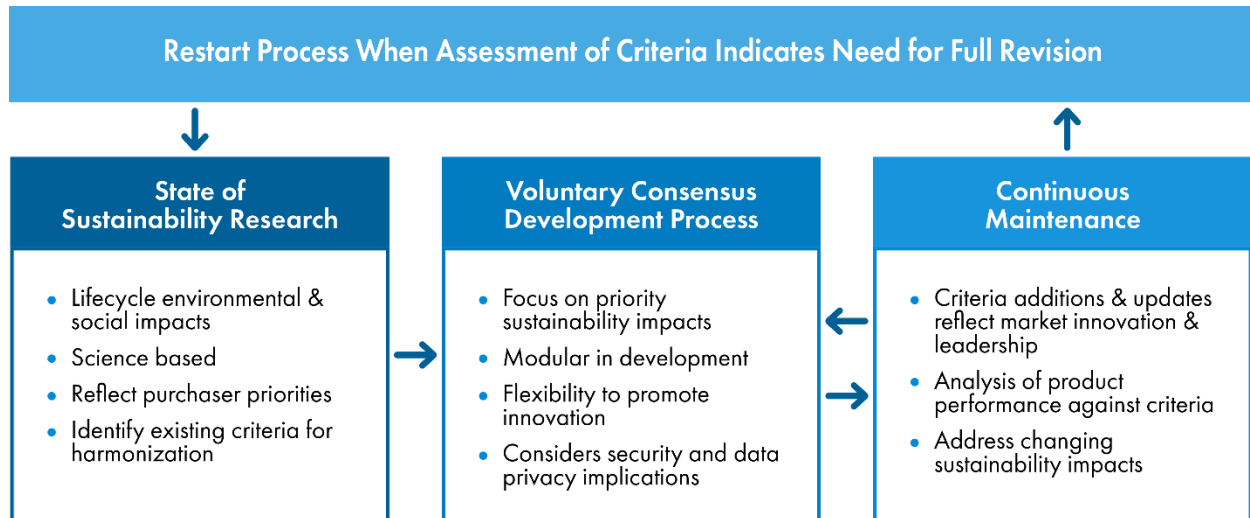 Restart Process When Assessment of Criteria Indicates Need for Full Revision
State of
Sustainability Research
• Lifecycle environmental &
social impacts
• Science based
• Reflect purchaser priorities
• Identify existing criteria for
harmonization
Voluntary Consensus
Development Process
• Focus on priority
sustainability impacts
• Modular in development
• Flexibility to promote
innovation
• Considers security and data
privacy implications
Continuous
Maintenance
• Criteria additions & updates
reflect market innovation &
leadership
• Analysis of product
performance against criteria
• Address changing
sustainability impacts